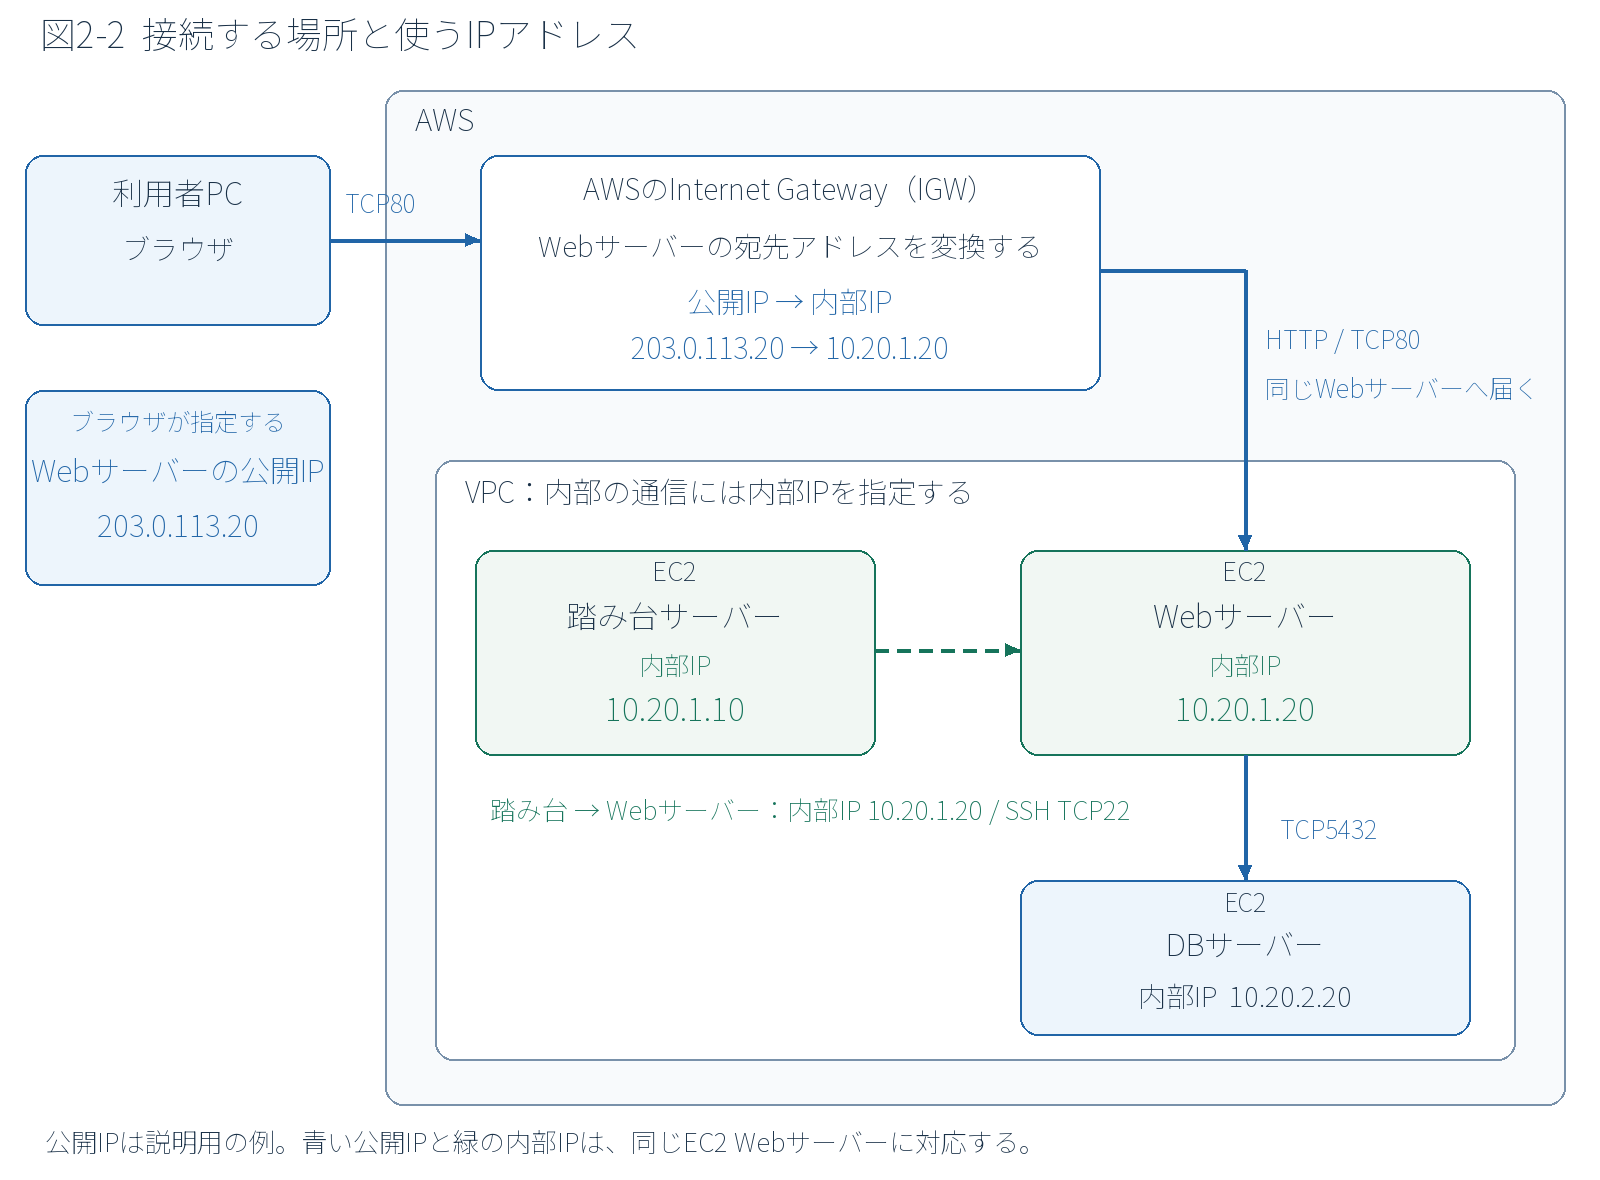 図2-2 接続する場所と使うIPアドレス
AWS
利用者PC
ブラウザ
TCP80
AWSのInternet Gateway（IGW）
Webサーバーの宛先アドレスを変換する
公開IP → 内部IP
203.0.113.20 → 10.20.1.20
HTTP / TCP80
同じWebサーバーへ届く
ブラウザが指定する
Webサーバーの公開IP
203.0.113.20
VPC：内部の通信には内部IPを指定する
EC2
踏み台サーバー
内部IP
10.20.1.10
EC2
Webサーバー
内部IP
10.20.1.20
踏み台 → Webサーバー：内部IP 10.20.1.20 / SSH TCP22
TCP5432
EC2
DBサーバー
内部IP 10.20.2.20
公開IPは説明用の例。青い公開IPと緑の内部IPは、同じEC2 Webサーバーに対応する。